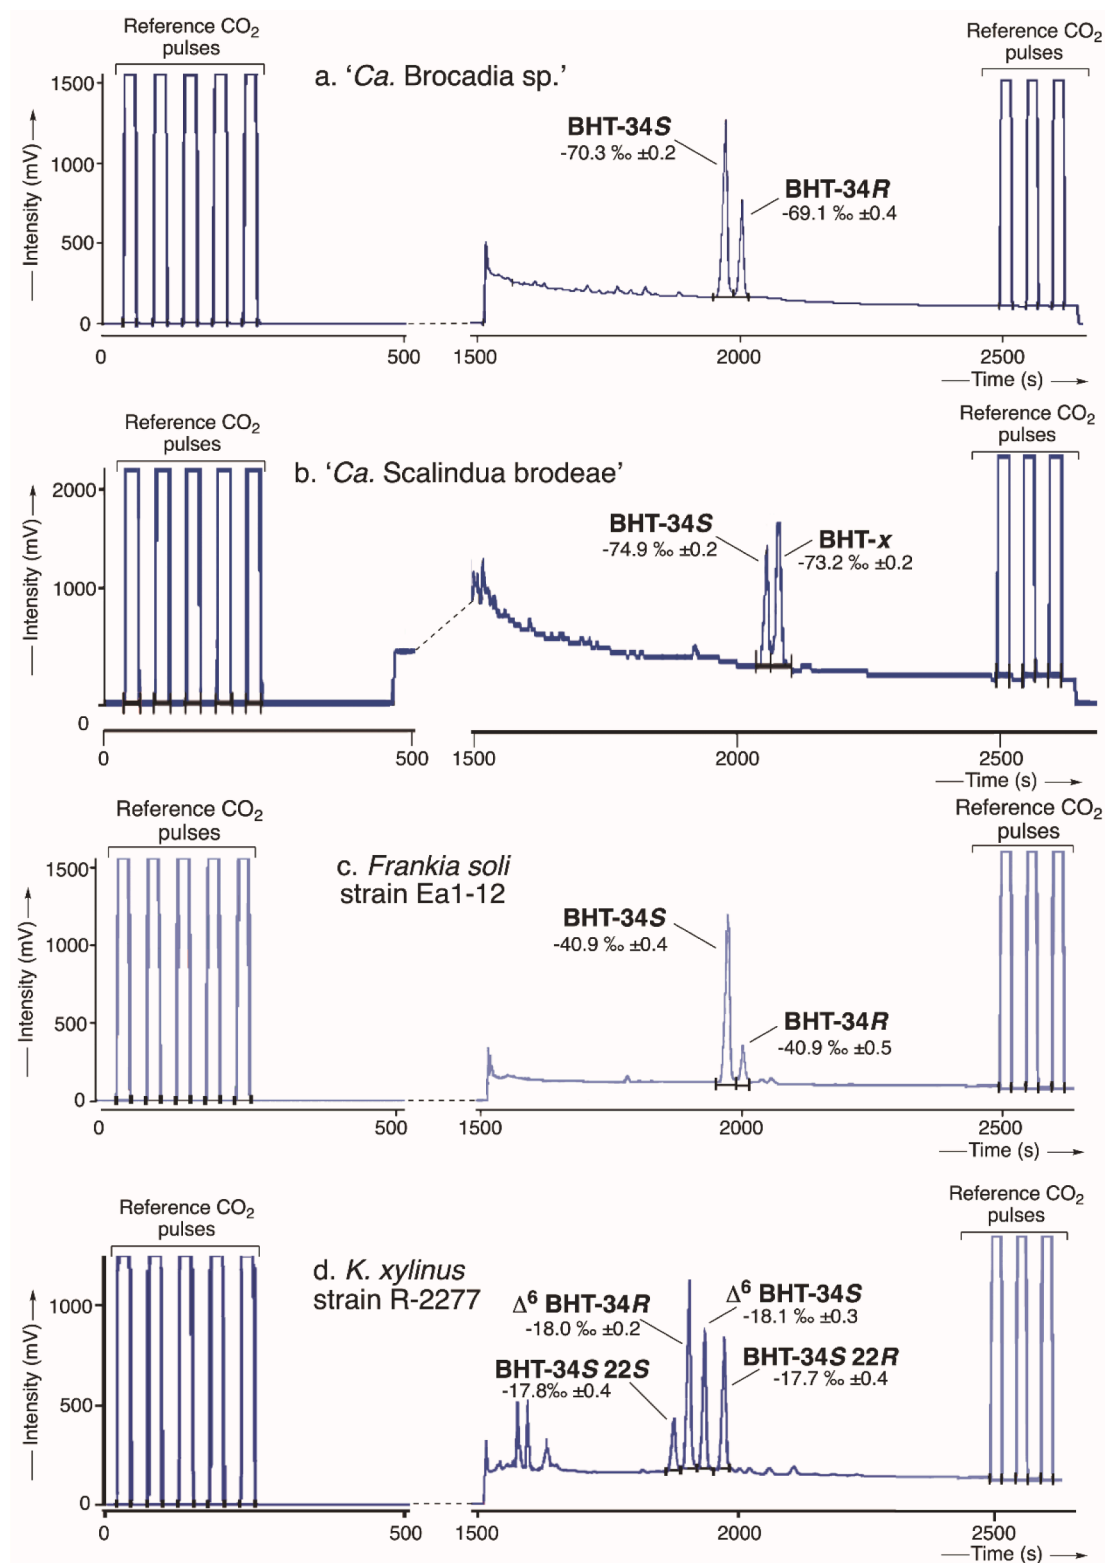 Reference CO₂
pulses
Reference CO₂
pulses
a. ‘Ca. Brocadia sp.’
1500
1000
500
0
Intensity (mV)
BHT-34S
-70.3 ‰ ±0.2
BHT-34R
-69.1 ‰ ±0.4
0
500
1500
2000
2500
Time (s)
Reference CO₂
pulses
Reference CO₂
pulses
b. ‘Ca. Scalindua brodeae’
2000
1000
0
Intensity (mV)
BHT-34S
-74.9 ‰ ±0.2
BHT-x
-73.2 ‰ ±0.2
0
500
1500
2000
2500
Time (s)
Reference CO₂
pulses
Reference CO₂
pulses
c. Frankia soli
strain Ea1-12
1500
1000
500
0
Intensity (mV)
BHT-34S
-40.9 ‰ ±0.4
BHT-34R
-40.9 ‰ ±0.5
0
500
1500
2000
2500
Time (s)
Reference CO₂
pulses
Reference CO₂
pulses
d. K. xylinus
strain R-2277
1000
500
0
Intensity (mV)
Δ⁶ BHT-34R
-18.0 ‰ ±0.2
Δ⁶ BHT-34S
-18.1 ‰ ±0.3
BHT-34S 22S
-17.8‰ ±0.4
BHT-34S 22R
-17.7 ‰ ±0.4
0
500
1500
2000
2500
Time (s)